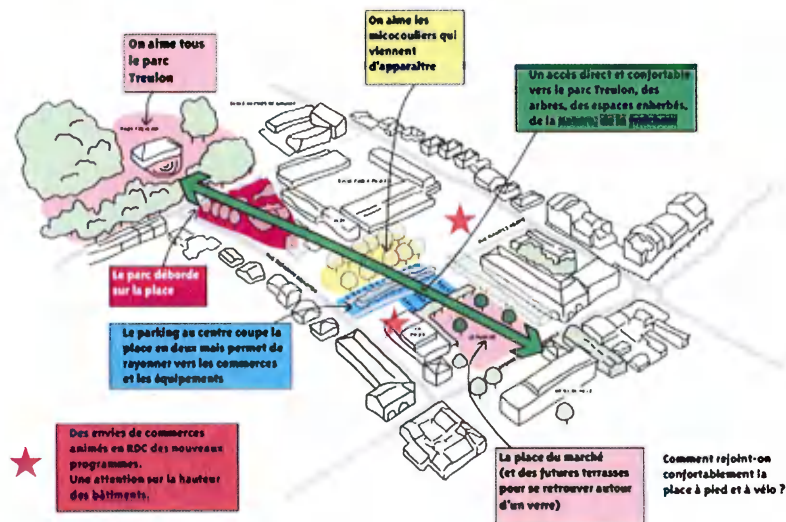 On aime tous
le parc
Treulon
On aime les
micocouliers qui
viennent
d'apparaître
Un accès direct et confortable
vers le parc Treulon, des
arbres, des espaces enherbés,
de la nature, de la
Le parc déborde
sur la place
Le parking au centre coupe la
place en deux mais permet de
rayonner vers les commerces
et les équipements
Des envies de commerces
animés en RDC des nouveaux
programmes.
Une attention sur la hauteur
des bâtiments.
La place du marché
(et des futures terrasses
pour se retrouver autour
d'un verre)
Comment rejoint-on
confortablement la
place à pied et à vélo ?